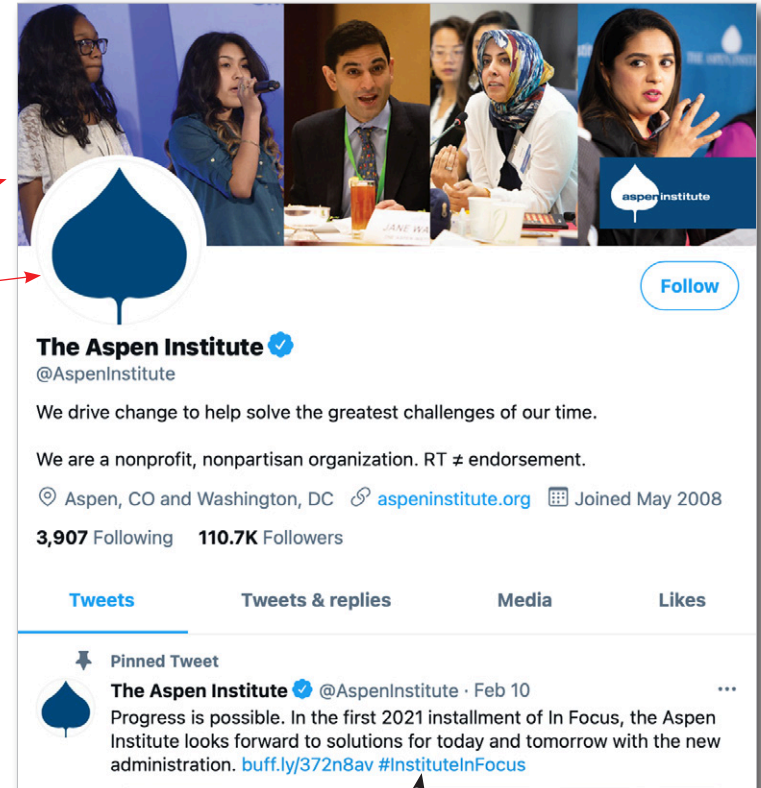 THE ASPEN INSTITUTE
JANE WA
aspen institute
Follow
The Aspen Institute
@AspenInstitute
We drive change to help solve the greatest challenges of our time.
We are a nonprofit, nonpartisan organization. RT ≠ endorsement.
Aspen, CO and Washington, DC aspeninstitute.org Joined May 2008
3,907 Following 110.7K Followers
Tweets Tweets & replies Media Likes
Pinned Tweet
The Aspen Institute @AspenInstitute · Feb 10 ···
Progress is possible. In the first 2021 installment of In Focus, the Aspen
Institute looks forward to solutions for today and tomorrow with the new
administration. buff.ly/372n8av #InstituteInFocus